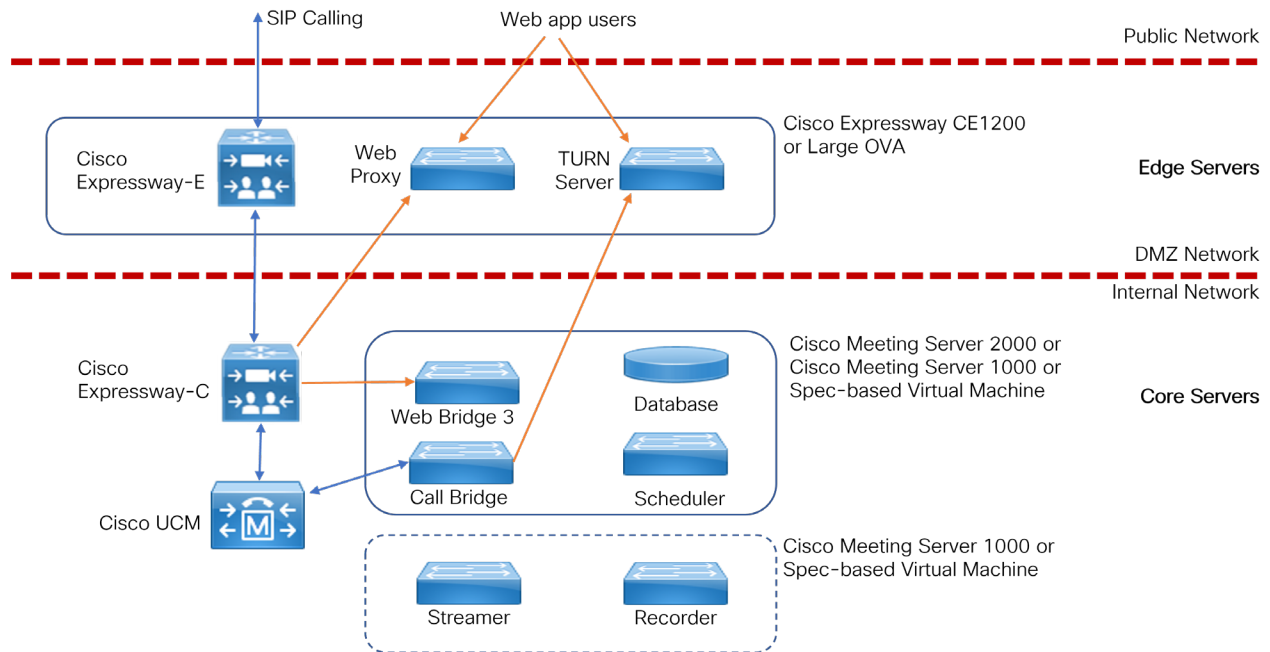 SIP Calling
Web app users
Public Network
Cisco
Expressway-E
Web
Proxy
TURN
Server
Cisco Expressway CE1200
or Large OVA
Edge Servers
DMZ Network
Internal Network
Cisco
Expressway-C
Web Bridge 3
Database
Cisco Meeting Server 2000 or
Cisco Meeting Server 1000 or
Spec-based Virtual Machine
Core Servers
Call Bridge
Scheduler
Cisco UCM
M
Cisco Meeting Server 1000 or
Spec-based Virtual Machine
Streamer
Recorder